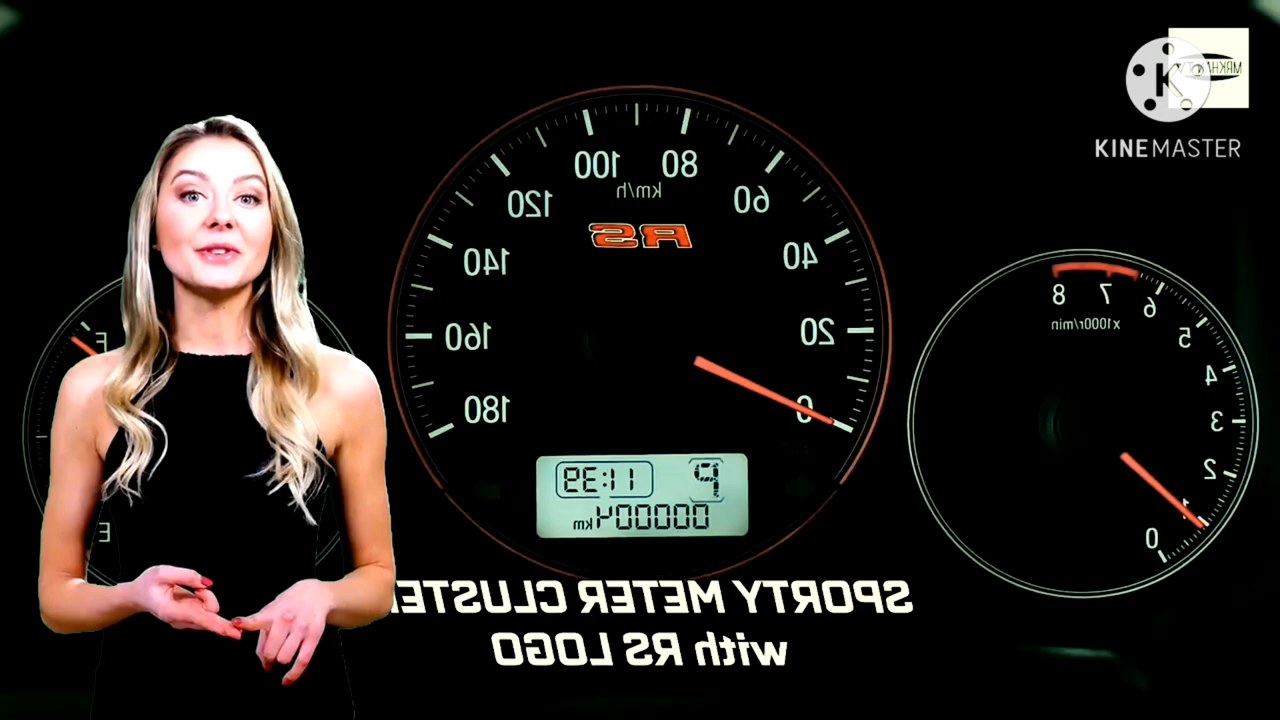 K
KINEMASTER
100 80
km/h
120 60
RS
140 40
160 20
180 0
8 7 6
x1000r/min
5
4
3
2
1
0
F
E
P 11:39
000004 km
SPORTY METER CLUSTE
with RS LOGO